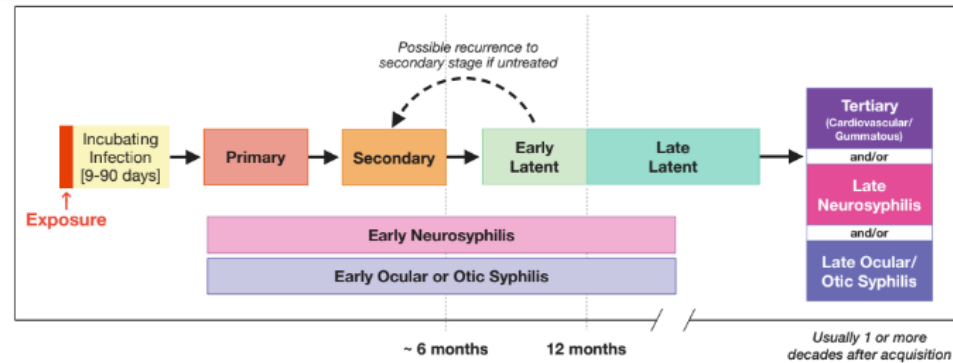 Possible recurrence to
secondary stage if untreated
Incubating
Infection
[9-90 days]
Exposure
Primary
Secondary
Early
Latent
Late
Latent
Tertiary
(Cardiovascular/
Gummatous)
and/or
Late
Neurosyphilis
and/or
Late Ocular/
Otic Syphilis
Early Neurosyphilis
Early Ocular or Otic Syphilis
~ 6 months
12 months
Usually 1 or more
decades after acquisition